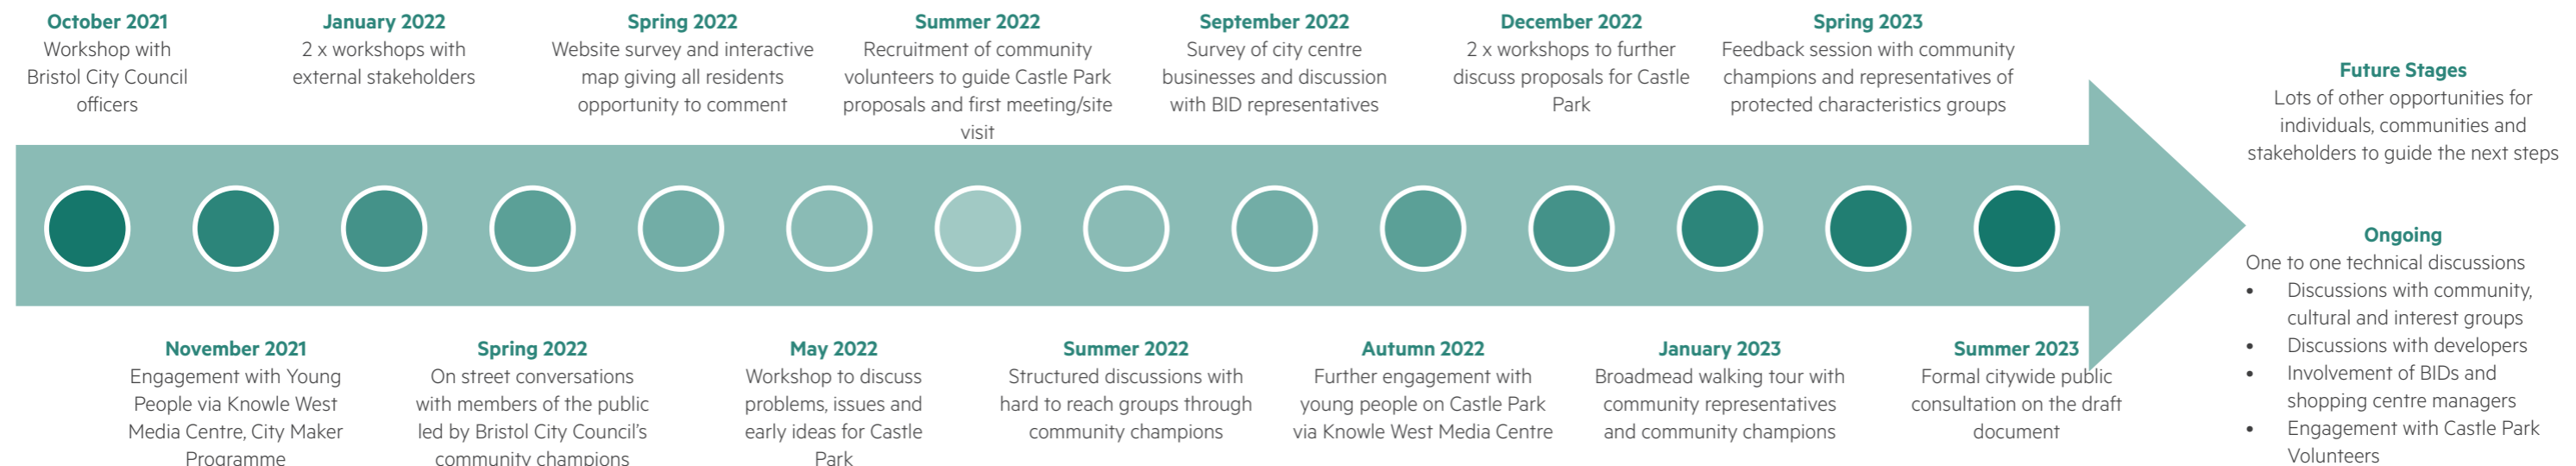 October 2021
Workshop with
Bristol City Council
officers
January 2022
2 x workshops with
external stakeholders
Spring 2022
Website survey and interactive
map giving all residents
opportunity to comment
Summer 2022
Recruitment of community
volunteers to guide Castle Park
proposals and first meeting/site
visit
September 2022
Survey of city centre
businesses and discussion
with BID representatives
December 2022
2 x workshops to further
discuss proposals for Castle
Park
Spring 2023
Feedback session with community
champions and representatives of
protected characteristics groups
November 2021
Engagement with Young
People via Knowle West
Media Centre, City Maker
Programme
Spring 2022
On street conversations
with members of the public
led by Bristol City Council's
community champions
May 2022
Workshop to discuss
problems, issues and
early ideas for Castle
Park
Summer 2022
Structured discussions with
hard to reach groups through
community champions
Autumn 2022
Further engagement with
young people on Castle Park
via Knowle West Media Centre
January 2023
Broadmead walking tour with
community representatives
and community champions
Summer 2023
Formal citywide public
consultation on the draft
document
Future Stages
Lots of other opportunities for
individuals, communities and
stakeholders to guide the next steps
Ongoing
One to one technical discussions
• Discussions with community,
cultural and interest groups
• Discussions with developers
• Involvement of BIDs and
shopping centre managers
• Engagement with Castle Park
Volunteers